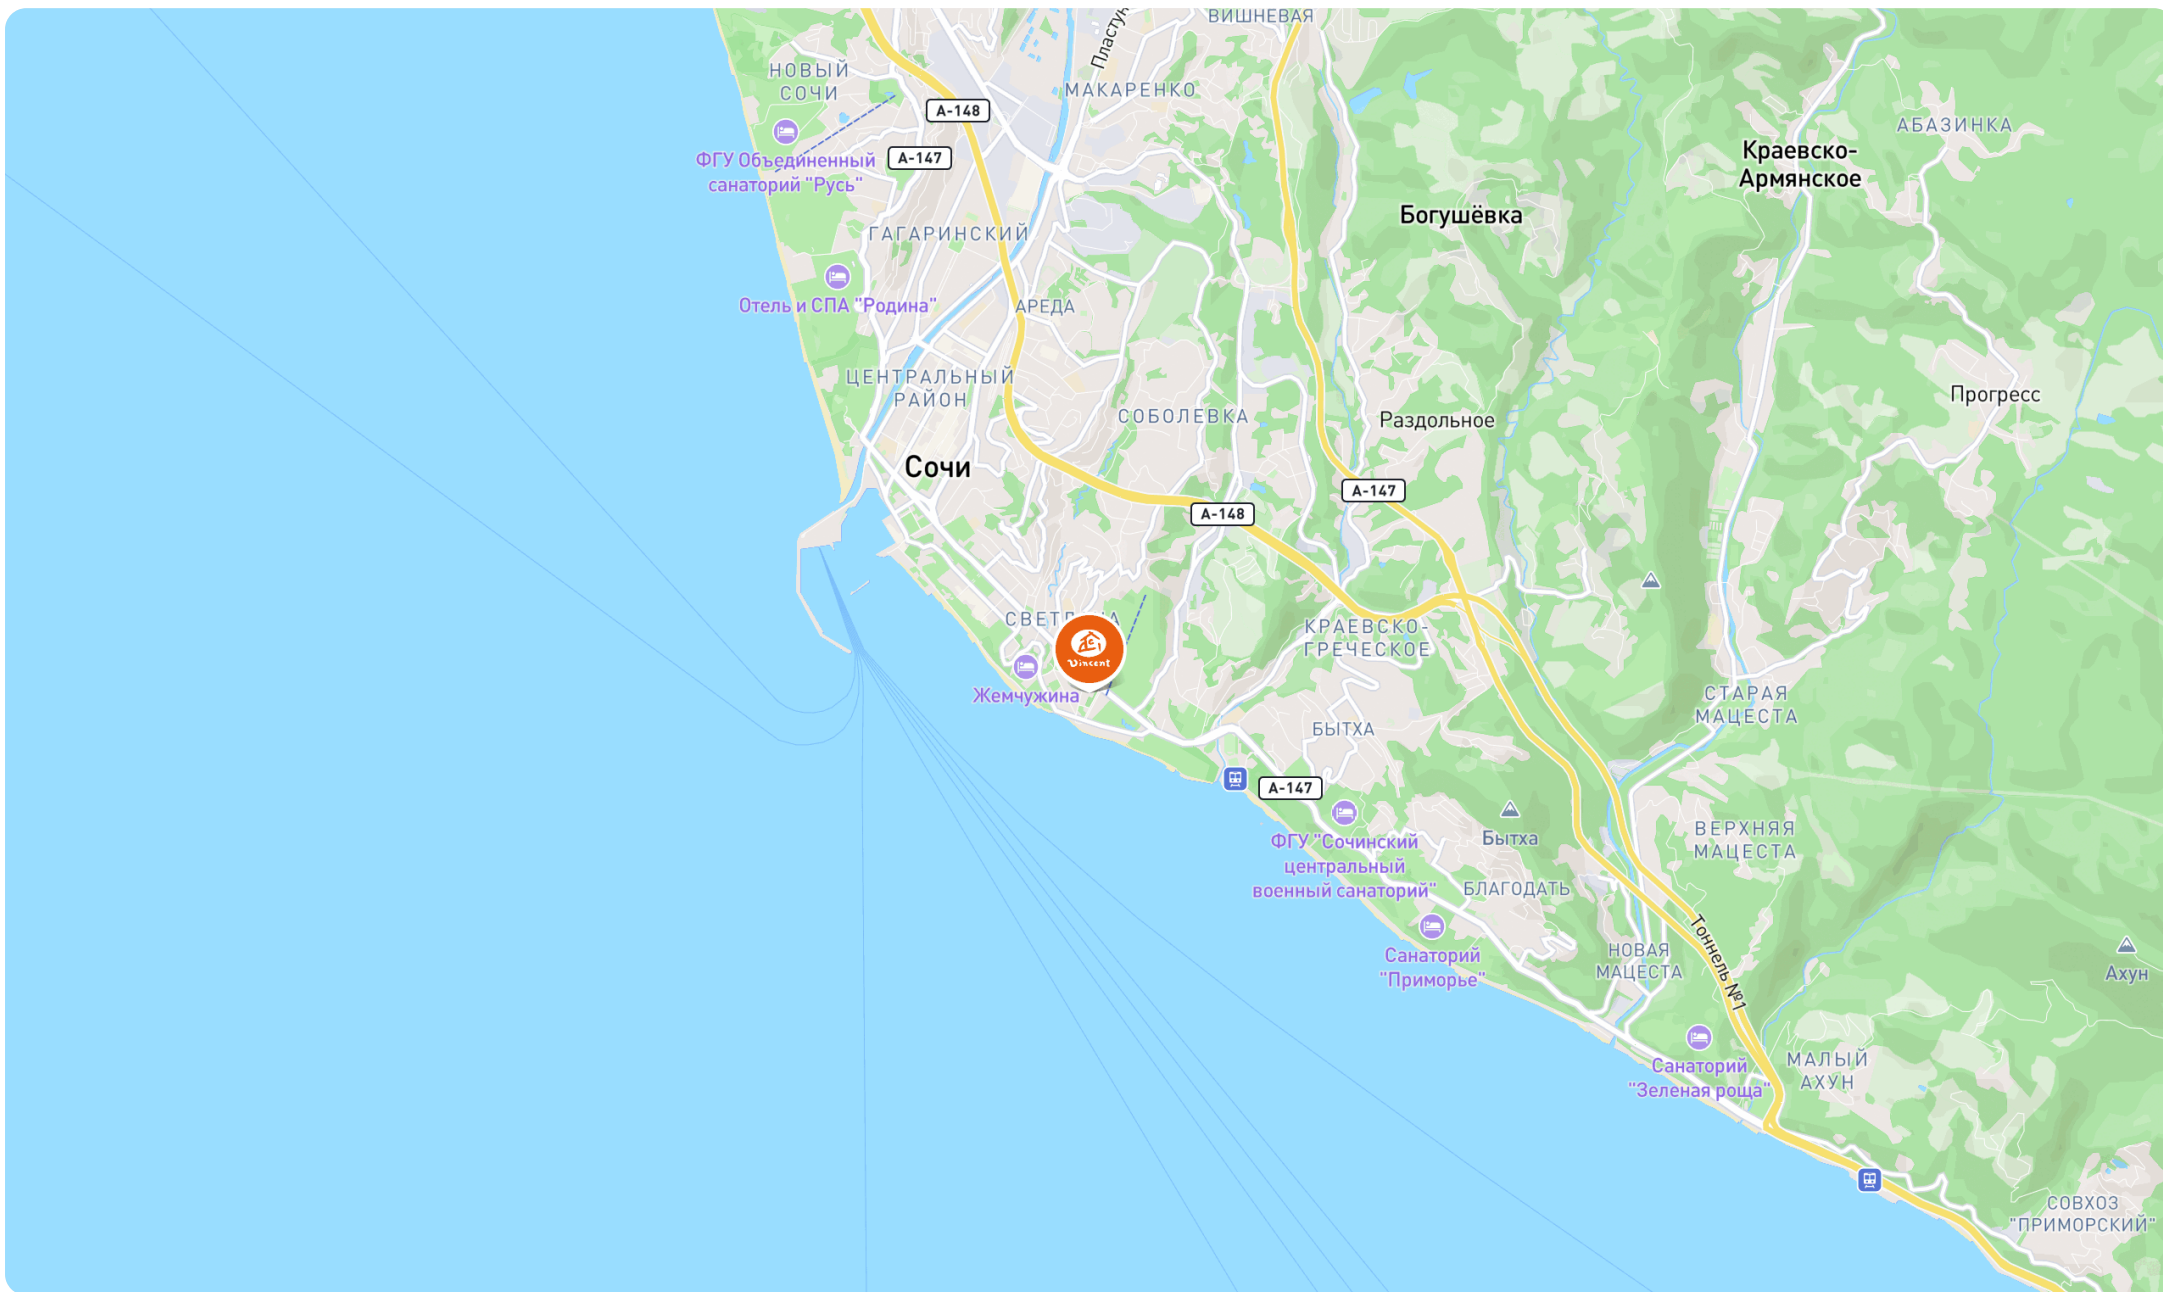 ВИШНЕВАЯ
Пластун
НОВЫЙ
СОЧИ
МАКАРЕНКО
А-148
АБАЗИНКА
ФГУ Объединенный
санаторий "Русь"
А-147
Краевско-
Армянское
Богушёвка
ГАГАРИНСКИЙ
Отель и СПА "Родина"
АРЕДА
ЦЕНТРАЛЬНЫЙ
РАЙОН
СОБОЛЕВКА
Раздольное
Прогресс
Сочи
А-147
А-148
КРАЕВСКО-
ГРЕЧЕСКОЕ
Vincent
Жемчужина
СТАРАЯ
МАЦЕСТА
БЫТХА
А-147
ФГУ "Сочинский
центральный
военный санаторий"
Бытха
ВЕРХНЯЯ
МАЦЕСТА
БЛАГОДАТЬ
Санаторий
"Приморье"
НОВАЯ
МАЦЕСТА
Тоннель №1
Ахун
Санаторий
"Зеленая роща"
МАЛЫЙ
АХУН
СОВХОЗ
"ПРИМОРСКИЙ"